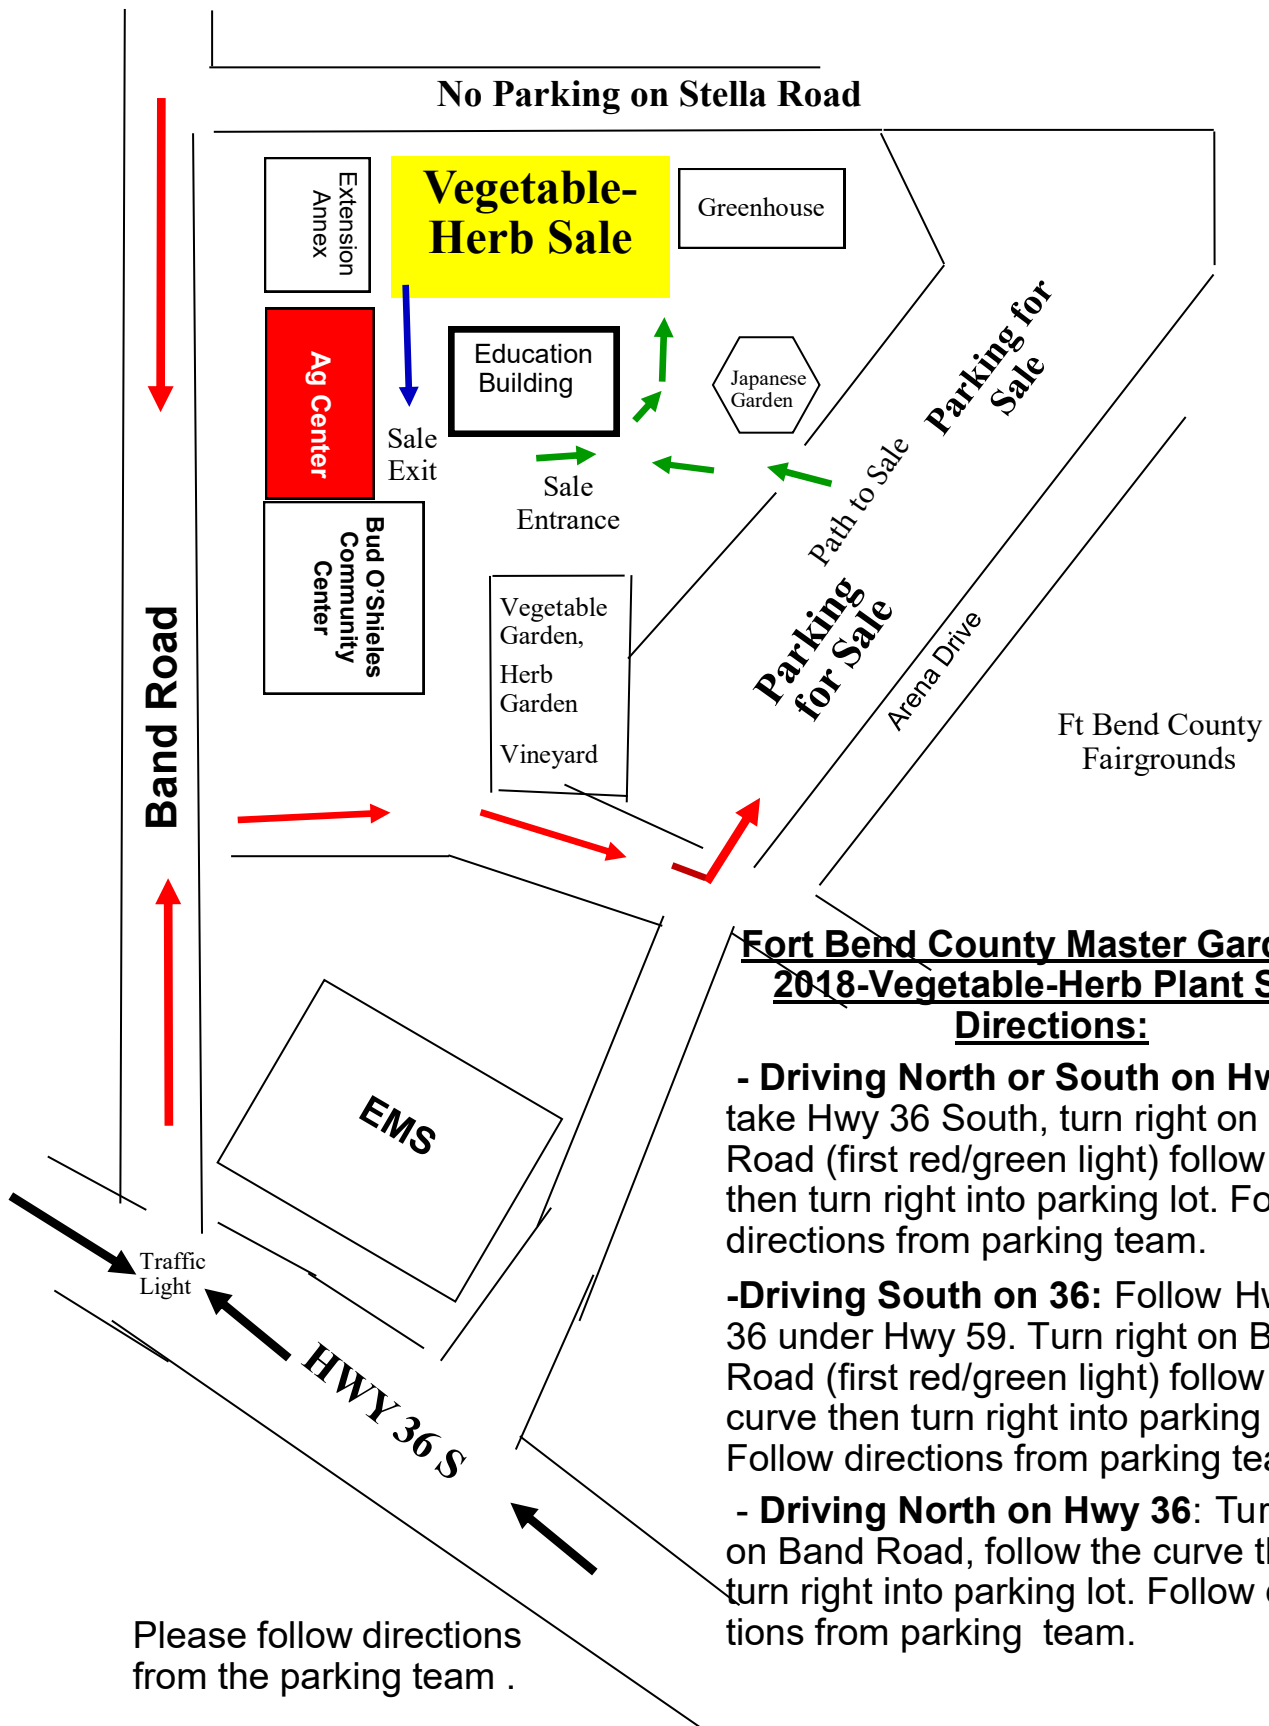 No Parking on Stella Road
Extension
Annex
Vegetable-
Herb Sale
Greenhouse
Ag Center
Education
Building
Japanese
Garden
Parking for
Sale
Sale
Exit
Sale
Entrance
Path to Sale
Bud O'Shieles
Community
Center
Vegetable
Garden,
Herb
Garden
Vineyard
Parking
for Sale
Arena Drive
Band Road
Ft Bend County
Fairgrounds
EMS
Traffic
Light
HWY 36 S
Fort Bend County Master
2018-Vegetable-Herb Plant
Directions:
- Driving North or South on
take Hwy 36 South, turn right on
Road (first red/green light) follow
then turn right into parking lot.
directions from parking team.
-Driving South on 36: Follow
36 under Hwy 59. Turn right on
Road (first red/green light) follow
curve then turn right into parking
Follow directions from parking
- Driving North on Hwy 36:
on Band Road, follow the curve
turn right into parking lot. Follow
tions from parking team.
Please follow directions
from the parking team .